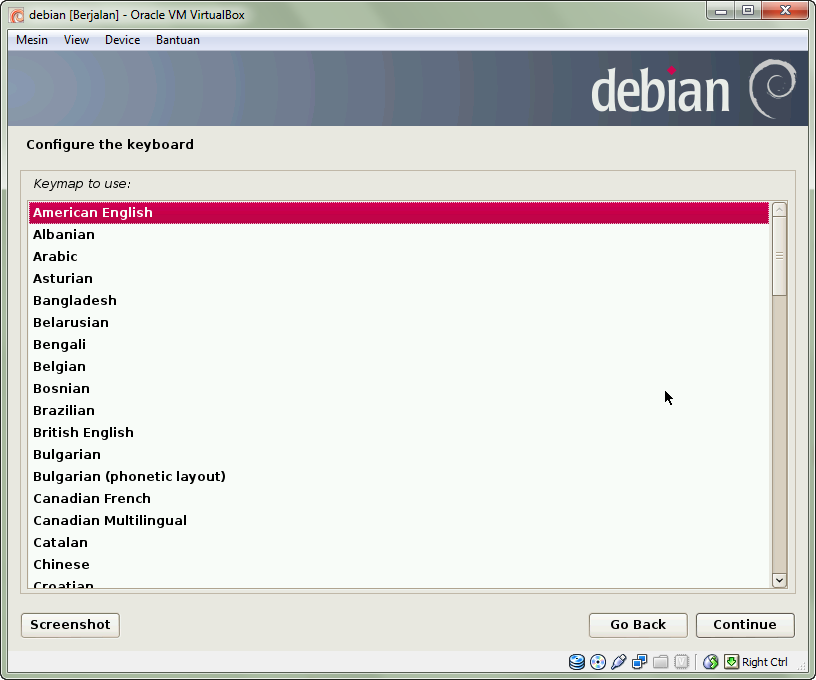 debian [Berjalan] - Oracle VM VirtualBox
Mesin View Device Bantuan
debian
Configure the keyboard
Keymap to use:
American English
Albanian
Arabic
Asturian
Bangladesh
Belarusian
Bengali
Belgian
Bosnian
Brazilian
British English
Bulgarian
Bulgarian (phonetic layout)
Canadian French
Canadian Multilingual
Catalan
Chinese
Croatian
Screenshot Go Back Continue
Right Ctrl